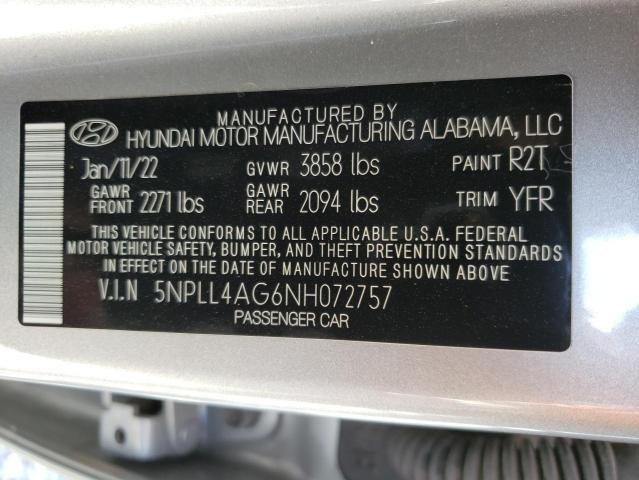 MANUFACTURED BY
HYUNDAI MOTOR MANUFACTURING ALABAMA, LLC
Jan/11/22 GVWR 3858 lbs PAINT R2T
GAWR FRONT 2271 lbs GAWR REAR 2094 lbs TRIM YFR
THIS VEHICLE CONFORMS TO ALL APPLICABLE U.S.A. FEDERAL
MOTOR VEHICLE SAFETY, BUMPER, AND THEFT PREVENTION STANDARDS
IN EFFECT ON THE DATE OF MANUFACTURE SHOWN ABOVE
V.I.N 5NPLL4AG6NH072757
PASSENGER CAR